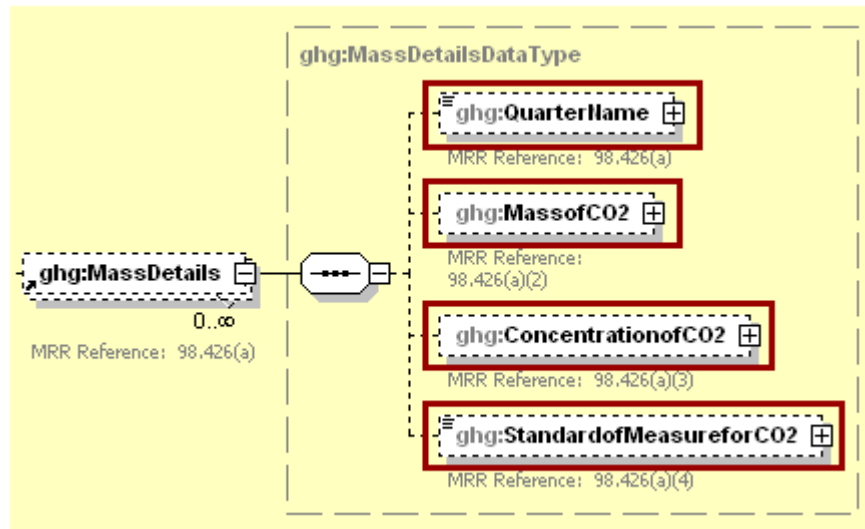 ghg:MassDetailsDataType
ghg:QuarterName
MRR Reference: 98.426(a)
ghg:MassofCO2
MRR Reference:
98.426(a)(2)
ghg:MassDetails
0..∞
MRR Reference: 98.426(a)
ghg:ConcentrationofCO2
MRR Reference: 98.426(a)(3)
ghg:StandardofMeasureforCO2
MRR Reference: 98.426(a)(4)